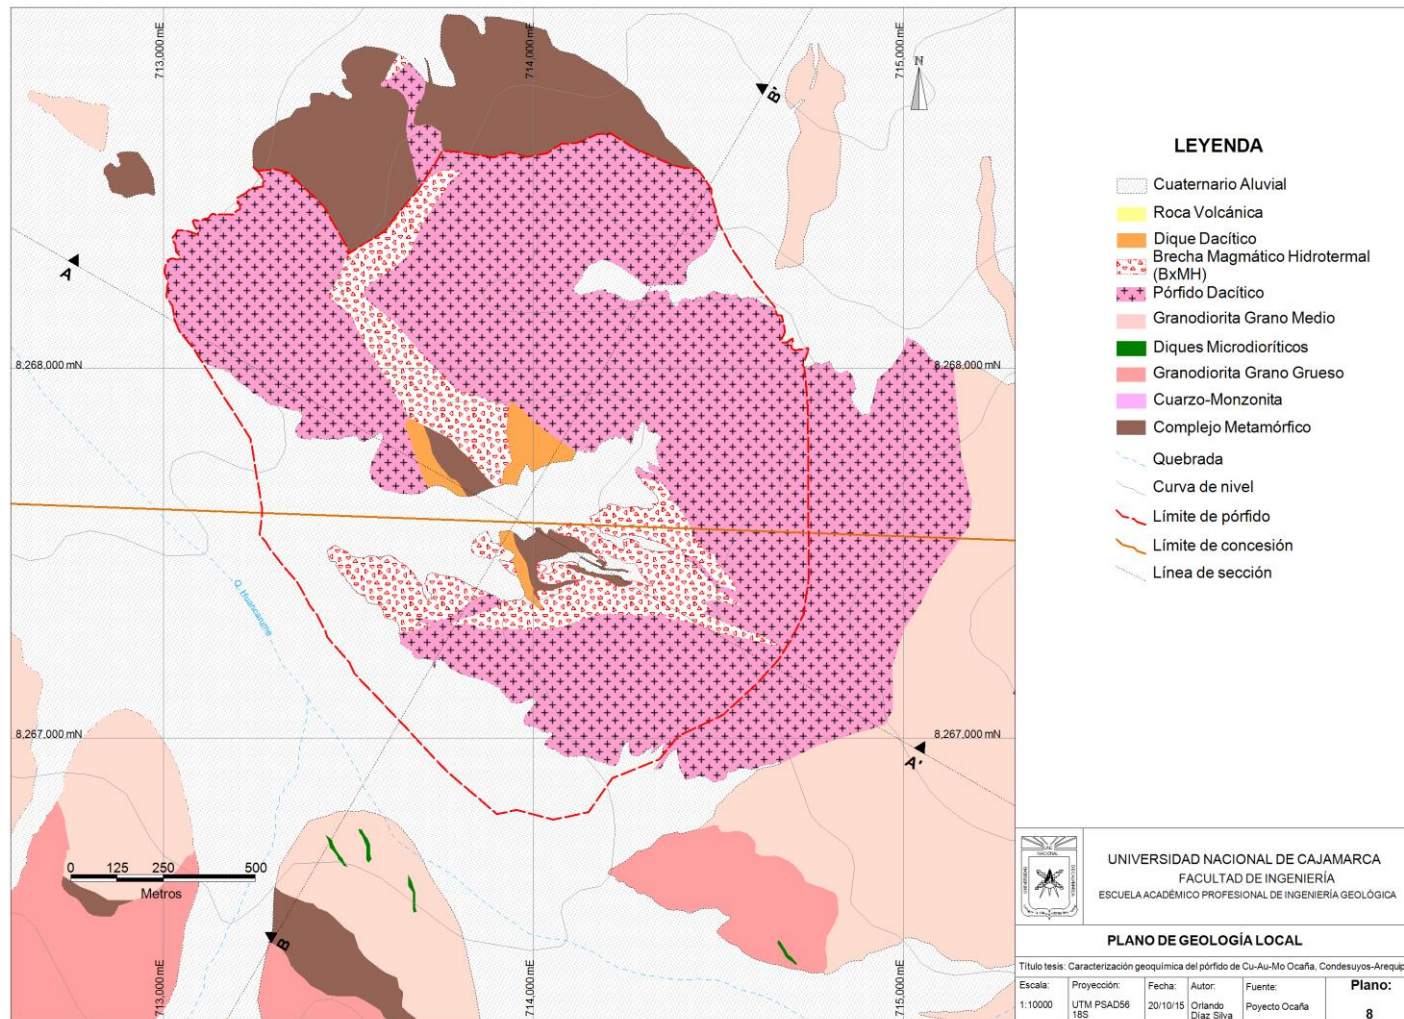 713,000 mE
714,000 mE
715,000 mE
N
B'
A
8,268,000 mN
8,268,000 mN
Q. Huancarume
8,267,000 mN
8,267,000 mN
A'
0 125 250 500
Metros
B
713,000 mE
714,000 mE
715,000 mE
LEYENDA
Cuaternario Aluvial
Roca Volcánica
Dique Dacítico
Brecha Magmático Hidrotermal
(BxMH)
Pórfido Dacítico
Granodiorita Grano Medio
Diques Microdioríticos
Granodiorita Grano Grueso
Cuarzo-Monzonita
Complejo Metamórfico
Quebrada
Curva de nivel
Límite de pórfido
Límite de concesión
Línea de sección
UNIVERSIDAD NACIONAL DE CAJAMARCA
FACULTAD DE INGENIERÍA
ESCUELA ACADÉMICO PROFESIONAL DE INGENIERÍA GEOLÓGICA
PLANO DE GEOLOGÍA LOCAL
Título tesis: Caracterización geoquímica del pórfido de Cu-Au-Mo Ocaña, Condesuyos-Arequip
Escala: Proyección: Fecha: Autor: Fuente: Plano:
1:10000 UTM PSAD56 20/10/15 Orlando Poyecto Ocaña
18S Díaz Silva 8